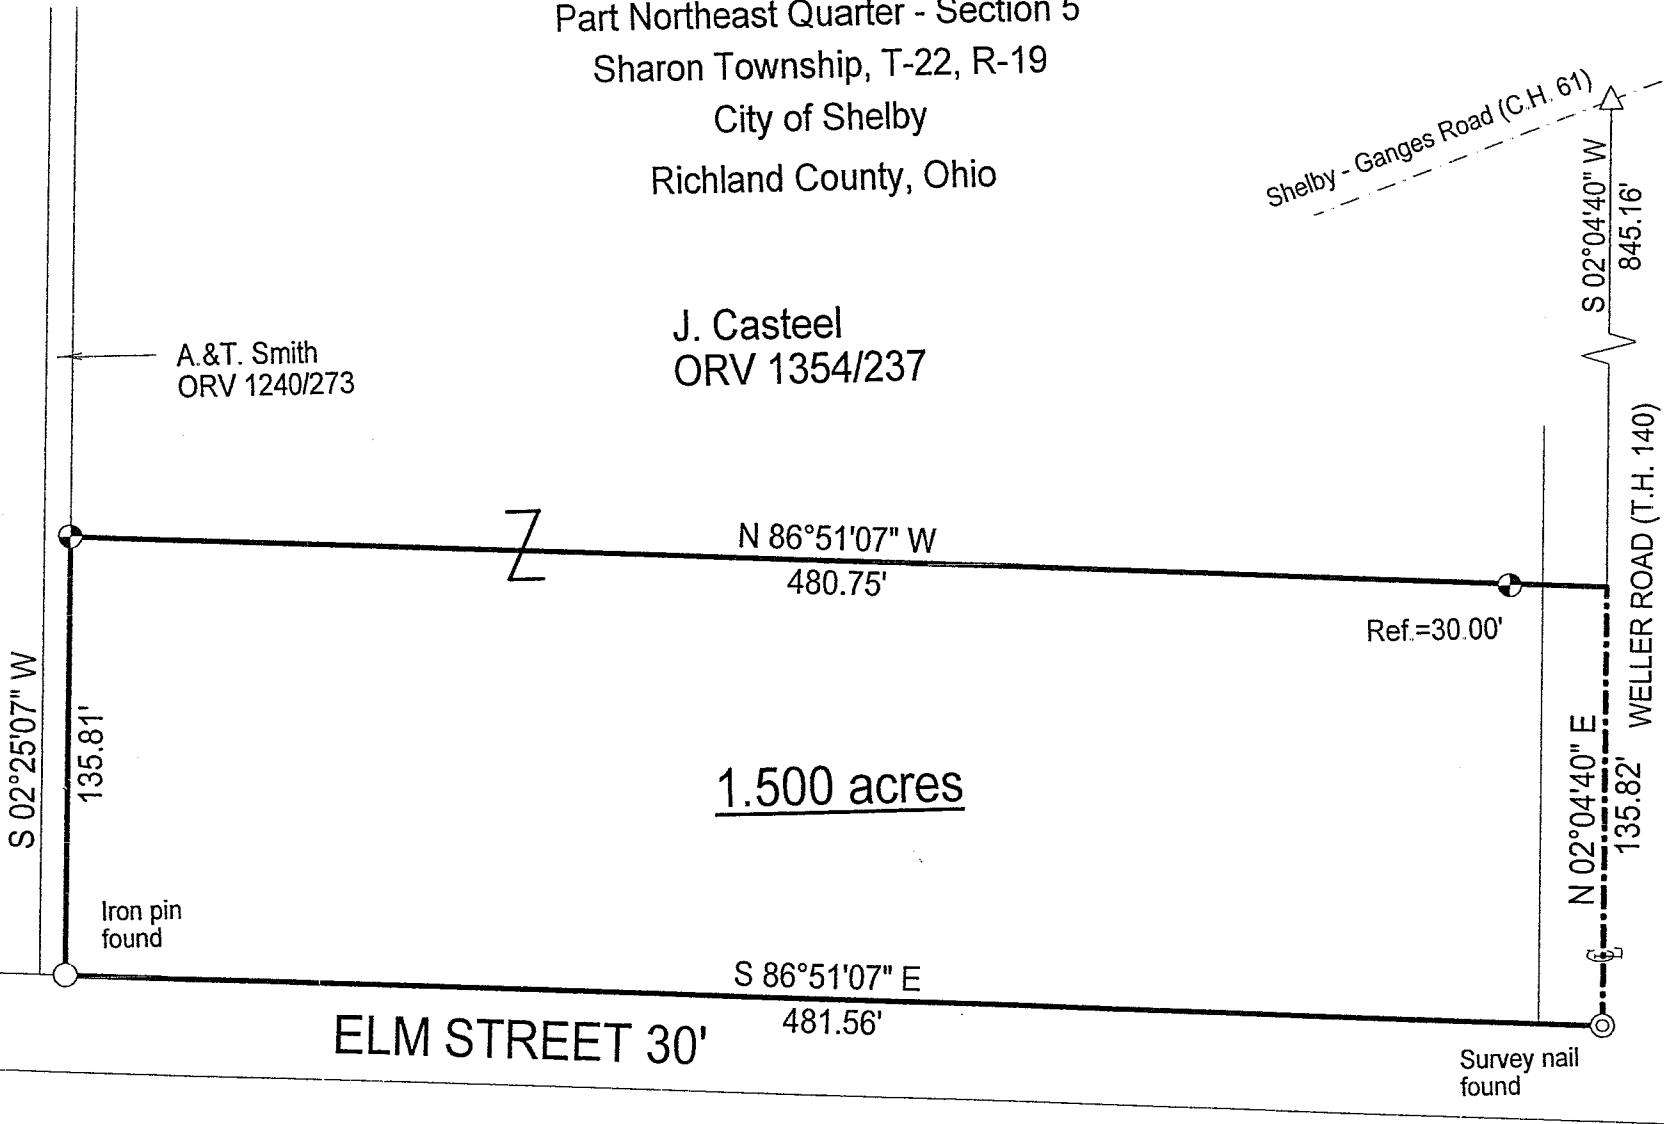 Part Northeast Quarter - Section 5
Sharon Township, T-22, R-19
City of Shelby
Richland County, Ohio
Shelby - Ganges Road (C.H. 61)
S 02°04'40" W
845.16'
J. Casteel
ORV 1354/237
A.&T. Smith
ORV 1240/273
WELLER ROAD (T.H. 140)
N 86°51'07" W
480.75'
Ref.=30.00'
S 02°25'07" W
135.81'
1.500 acres
N 02°04'40" E
135.82'
Iron pin
found
S 86°51'07" E
481.56'
ELM STREET 30'
Survey nail
found